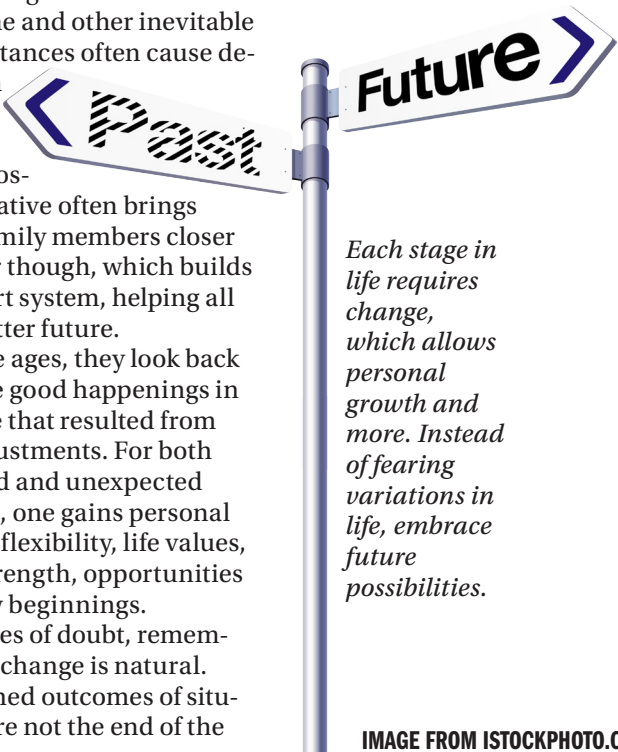 ne and other inevitable
tances often cause de-
os-
ative often brings
mily members closer
r though, which builds
rt system, helping all
tter future.
e ages, they look back
e good happenings in
e that resulted from
ustments. For both
d and unexpected
, one gains personal
flexibility, life values,
rength, opportunities
w beginnings.
es of doubt, remem-
change is natural.
ned outcomes of situ-
re not the end of the
Past
Future
Each stage in
life requires
change,
which allows
personal
growth and
more. Instead
of fearing
variations in
life, embrace
future
possibilities.
IMAGE FROM ISTOCKPHOTO.C